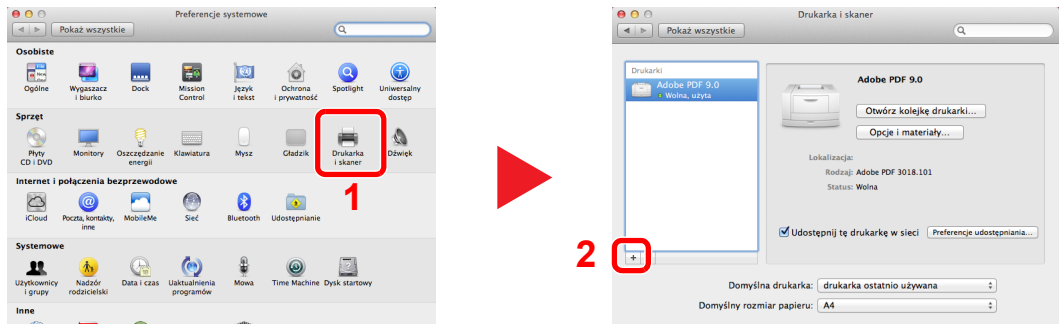 Preferencje systemowe
Pokaż wszystkie
Osobiste
Ogólne
Wygaszacz i biurko
Dock
Mission Control
Język i tekst
Ochrona i prywatność
Spotlight
Uniwersalny dostęp
Sprzęt
Płyty CD i DVD
Monitory
Oszczędzanie energii
Klawiatura
Mysz
Gładzik
Drukarka i skaner
Dźwięk
1
Internet i połączenia bezprzewodowe
iCloud
Poczta, kontakty, inne
MobileMe
Sieć
Bluetooth
Udostępnianie
Systemowe
Użytkownicy i grupy
Nadzór rodzicielski
Data i czas
Uaktualnienia programów
Mowa
Time Machine
Dysk startowy
Inne
Drukarka i skaner
Pokaż wszystkie
Drukarki
Adobe PDF 9.0
Wolna, użyta
Adobe PDF 9.0
Otwórz kolejkę drukarki...
Opcje i materiały...
Lokalizacja:
Rodzaj: Adobe PDF 3018.101
Status: Wolna
Udostępnij tę drukarkę w sieci
Preferencje udostępniania...
2
+
Domyślna drukarka: drukarka ostatnio używana
Domyślny rozmiar papieru: A4